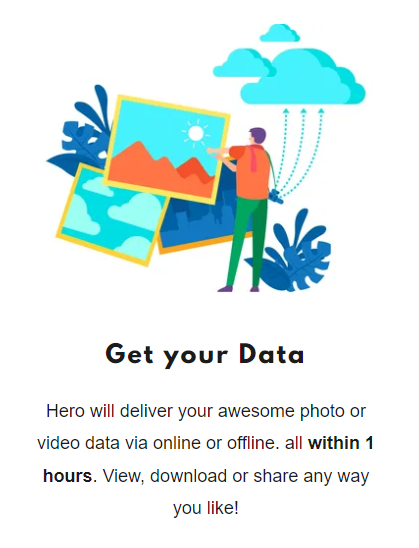 Get your Data
Hero will deliver your awesome photo or
video data via online or offline. all within 1
hours. View, download or share any way
you like!